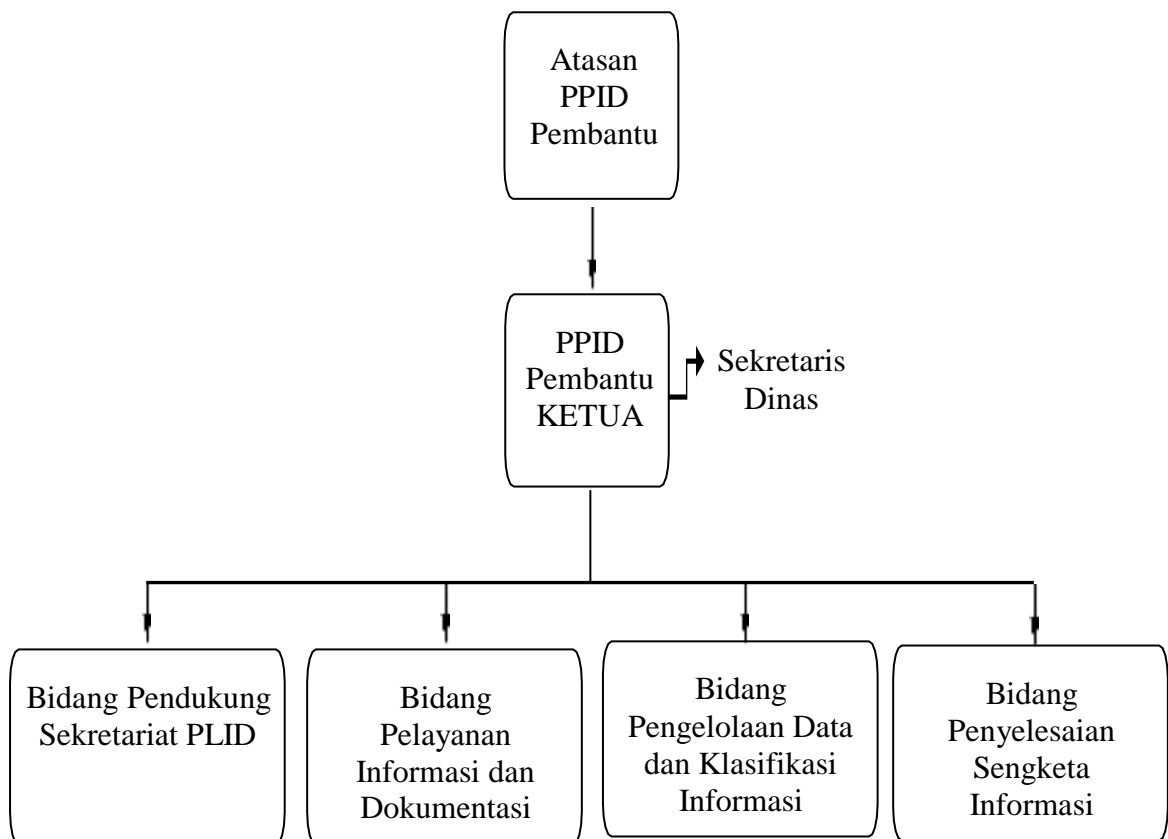 Atasan
PPID
Pembantu
PPID
Pembantu
KETUA
Sekretaris
Dinas
Bidang Pendukung
Sekretariat PLID
Bidang
Pelayanan
Informasi dan
Dokumentasi
Bidang
Pengelolaan Data
dan Klasifikasi
Informasi
Bidang
Penyelesaian
Sengketa
Informasi